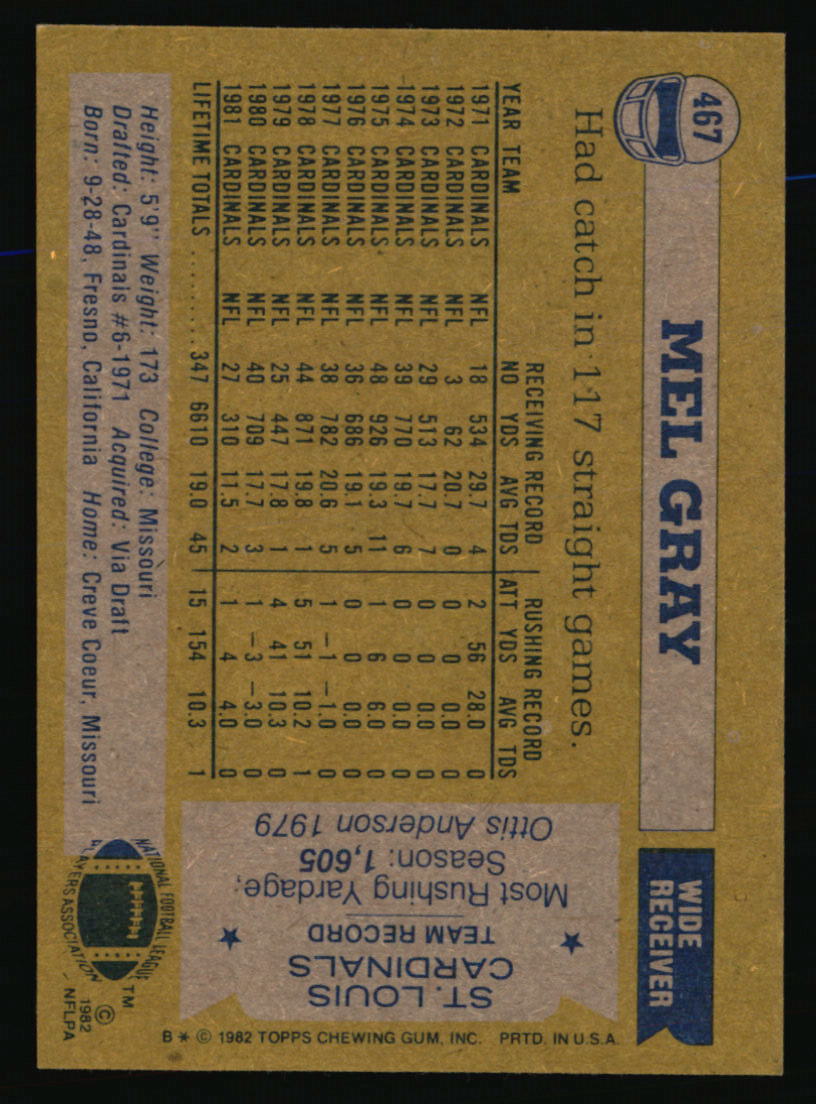 467
MEL GRAY
WIDE
RECEIVER
Had catch in 117 straight games.
RECEIVING RECORD RUSHING RECORD
YEAR TEAM NO YDS AVG TDS ATT YDS AVG TDS
1971 CARDINALS NFL 18 534 29.7 4 2 56 28.0 0
1972 CARDINALS NFL 3 62 20.7 0 0 0 0.0 0
1973 CARDINALS NFL 29 513 17.7 7 0 0 0.0 0
1974 CARDINALS NFL 39 770 19.7 6 0 0 0.0 0
1975 CARDINALS NFL 48 926 19.3 11 1 6 6.0 0
1976 CARDINALS NFL 36 686 19.1 5 0 0 0.0 0
1977 CARDINALS NFL 38 782 20.6 5 1 -1 -1.0 0
1978 CARDINALS NFL 44 871 19.8 1 5 51 10.2 1
1979 CARDINALS NFL 25 447 17.8 1 4 41 10.3 0
1980 CARDINALS NFL 40 709 17.7 3 1 -3 -3.0 0
1981 CARDINALS NFL 27 310 11.5 2 1 4 4.0 0
LIFETIME TOTALS . . . . . . . . . 347 6610 19.0 45 15 154 10.3 1
Height: 5'9" Weight: 173 College: Missouri
Drafted: Cardinals #6-1971 Acquired: Via Draft
Born: 9-28-48, Fresno, California Home: Creve Coeur, Missouri
ST. LOUIS
CARDINALS
TEAM RECORD
Most Rushing Yardage,
Season: 1,605
Ottis Anderson 1979
NATIONAL FOOTBALL LEAGUE
PLAYERS ASSOCIATION
TM
©
1982
NFLPA
B * © 1982 TOPPS CHEWING GUM, INC. PRTD. IN U.S.A.